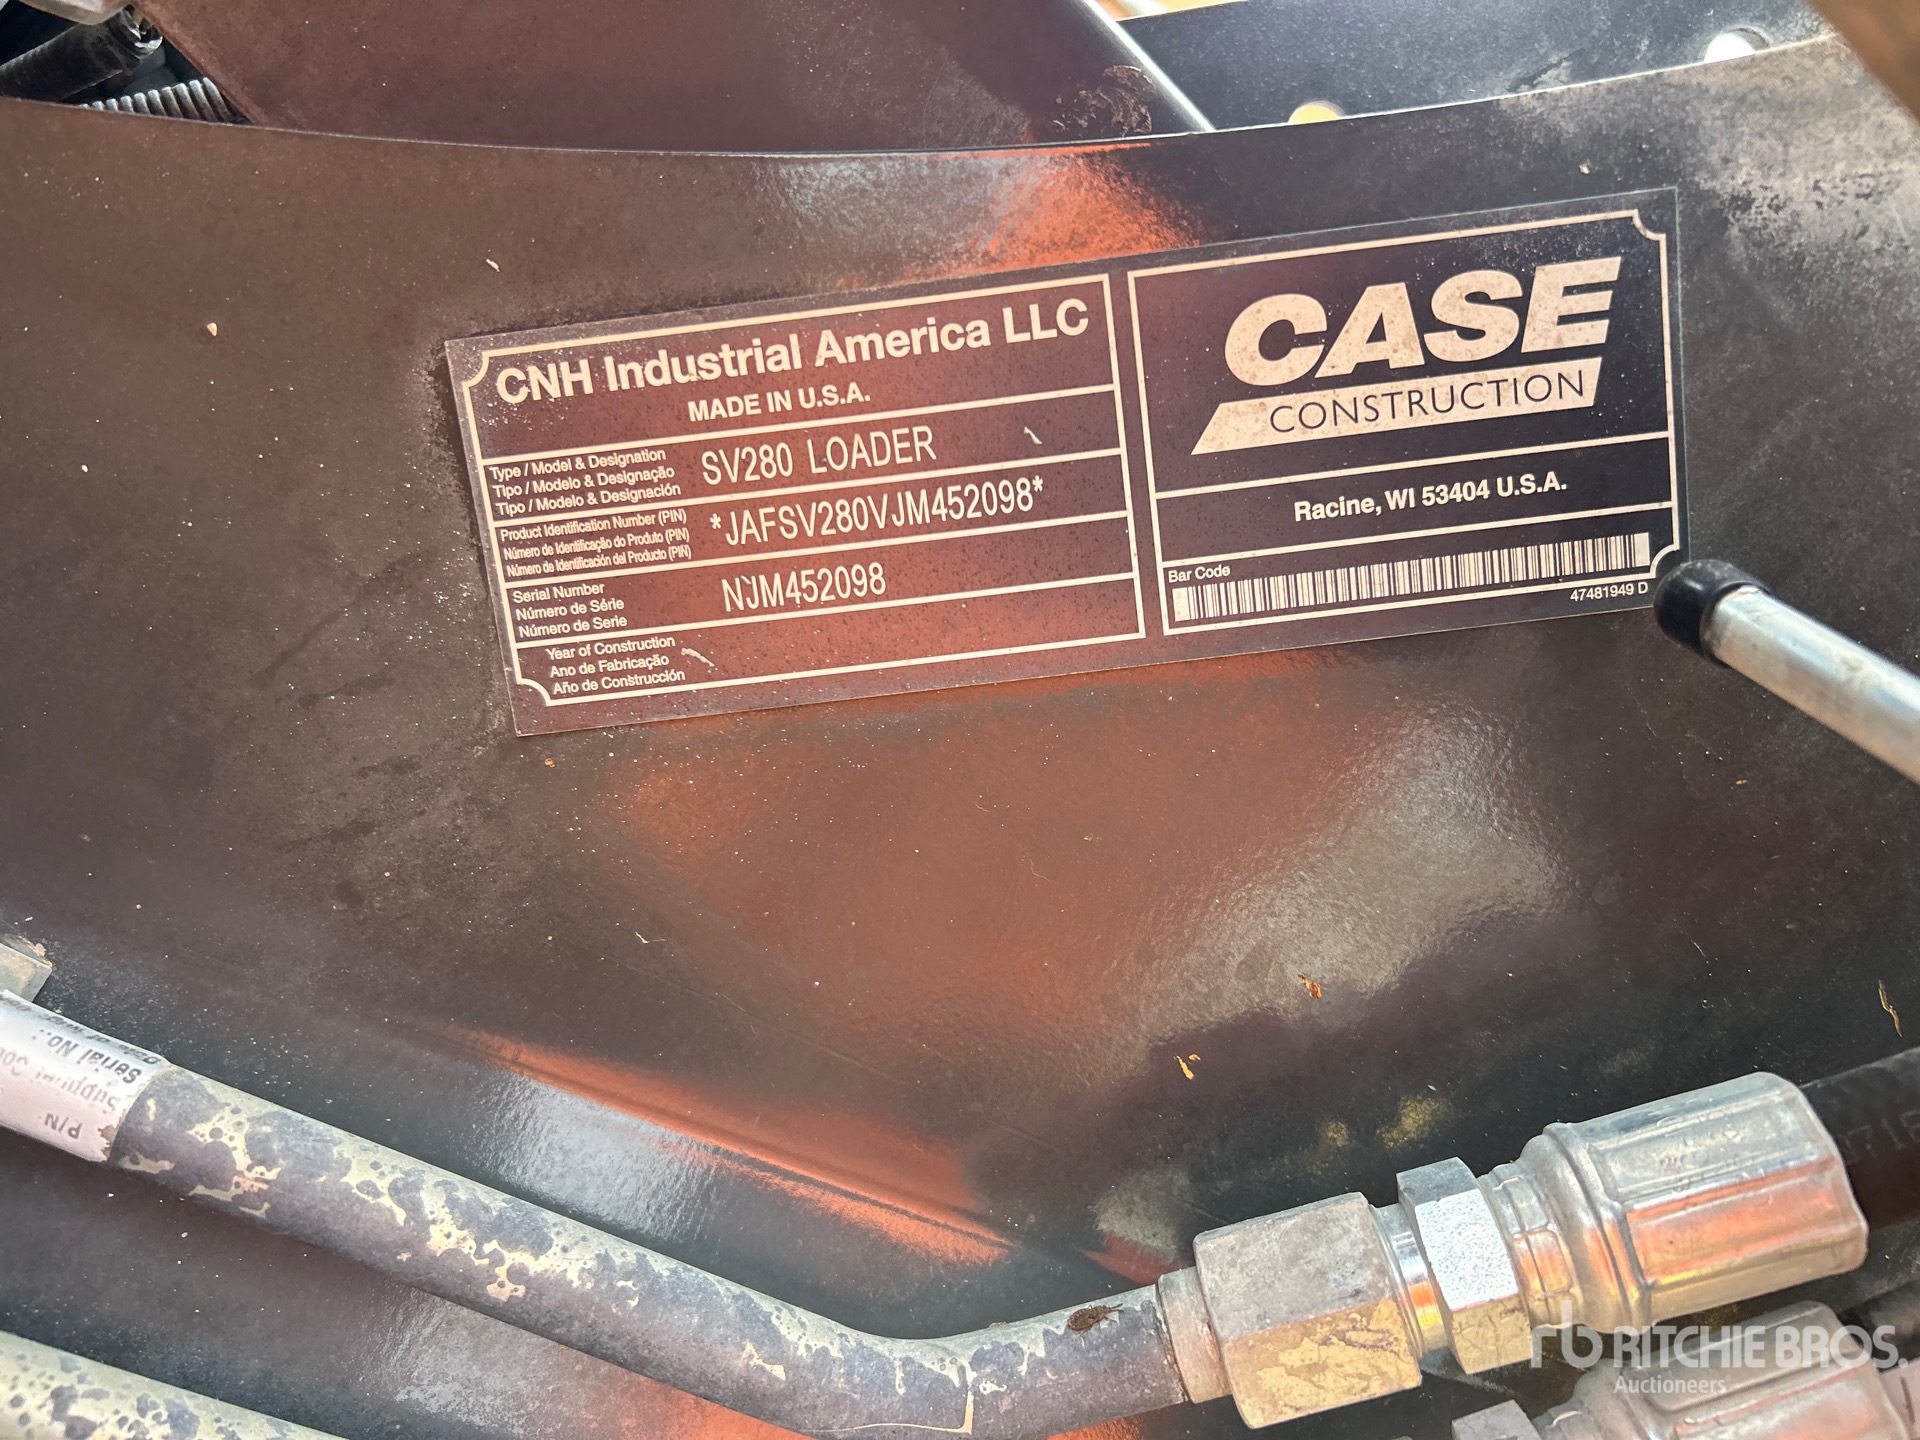 CNH Industrial America LLC
MADE IN U.S.A.
Type / Model & Designation
Tipo / Modelo & Designação
Tipo / Modelo & Designación
SV280 LOADER
Product Identification Number (PIN)
Número de Identificação do Produto (PIN)
Número de Identificación del Producto (PIN)
*JAFSV280VJM452098*
Serial Number
Número de Série
Número de Serie
NJM452098
Year of Construction
Ano de Fabricação
Año de Construcción
CASE
CONSTRUCTION
Racine, WI 53404 U.S.A.
Bar Code
47481949 D
Serial No.:
P/N
rb RITCHIE BROS.
Auctioneers